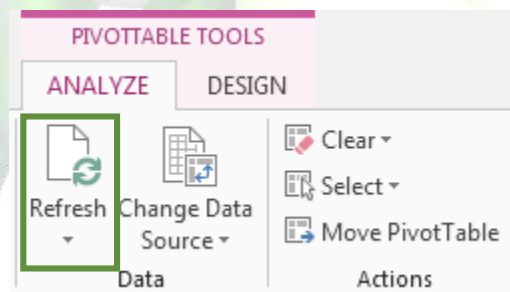 PIVOTTABLE TOOLS
ANALYZE DESIGN
Refresh
Change Data
Source
Data
Clear
Select
Move PivotTable
Actions